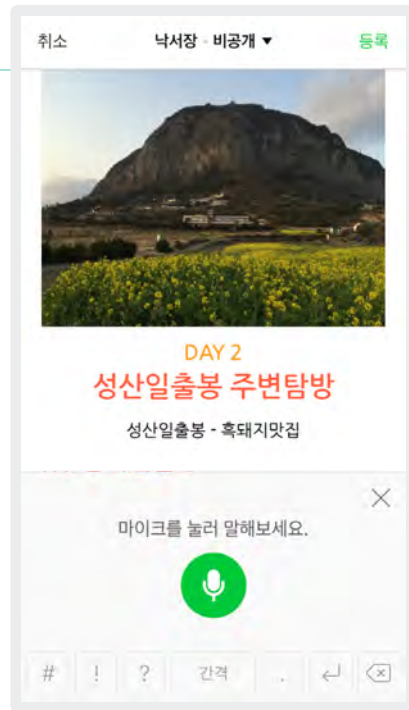 취소 낙서장 - 비공개 ▼ 등록
DAY 2
성산일출봉 주변탐방
성산일출봉 - 흑돼지맛집
마이크를 눌러 말해보세요.
# ! ? 간격 .